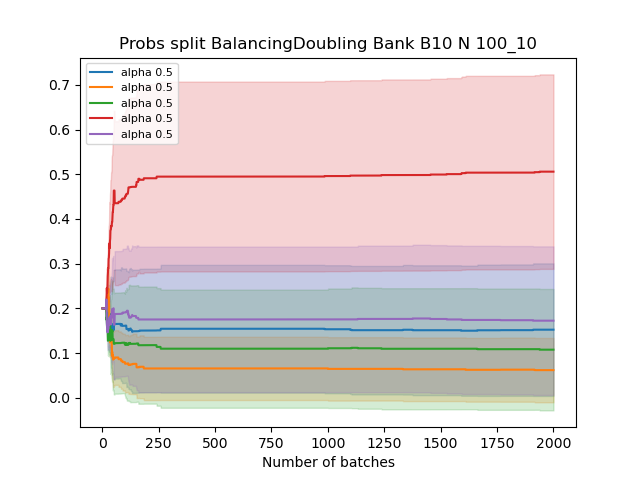 Probs split BalancingDoubling Bank B10 N 100_10
alpha 0.5
alpha 0.5
alpha 0.5
alpha 0.5
alpha 0.5
0.7
0.6
0.5
0.4
0.3
0.2
0.1
0.0
0 250 500 750 1000 1250 1500 1750 2000
Number of batches